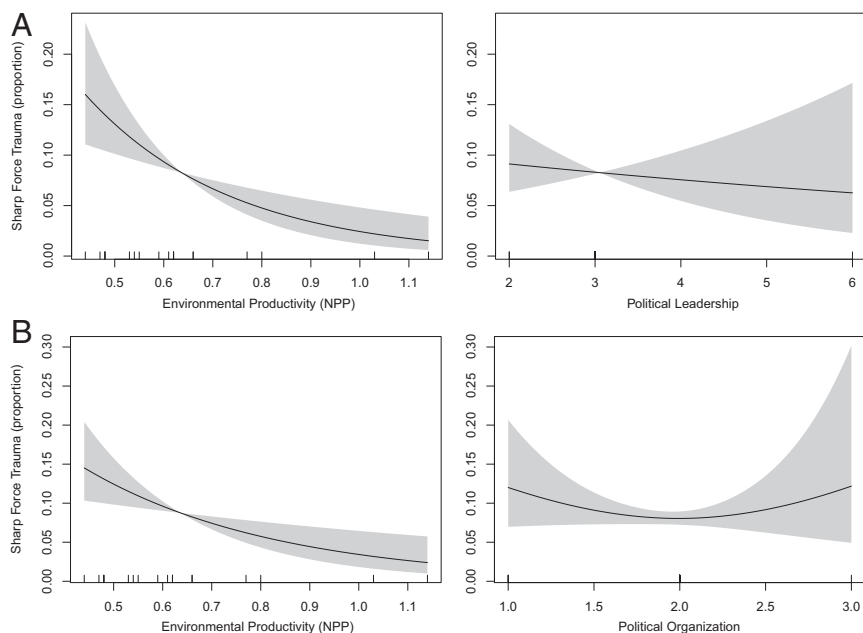 A
Sharp Force Trauma (proportion)
0.00 0.05 0.10 0.15 0.20
0.5 0.6 0.7 0.8 0.9 1.0 1.1
Environmental Productivity (NPP)
2 3 4 5 6
Political Leadership
B
Sharp Force Trauma (proportion)
0.00 0.05 0.10 0.15 0.20 0.25 0.30
0.5 0.6 0.7 0.8 0.9 1.0 1.1
Environmental Productivity (NPP)
0.00 0.05 0.10 0.15 0.20 0.25 0.30
1.0 1.5 2.0 2.5 3.0
Political Organization
0.00 0.05 0.10 0.15 0.20